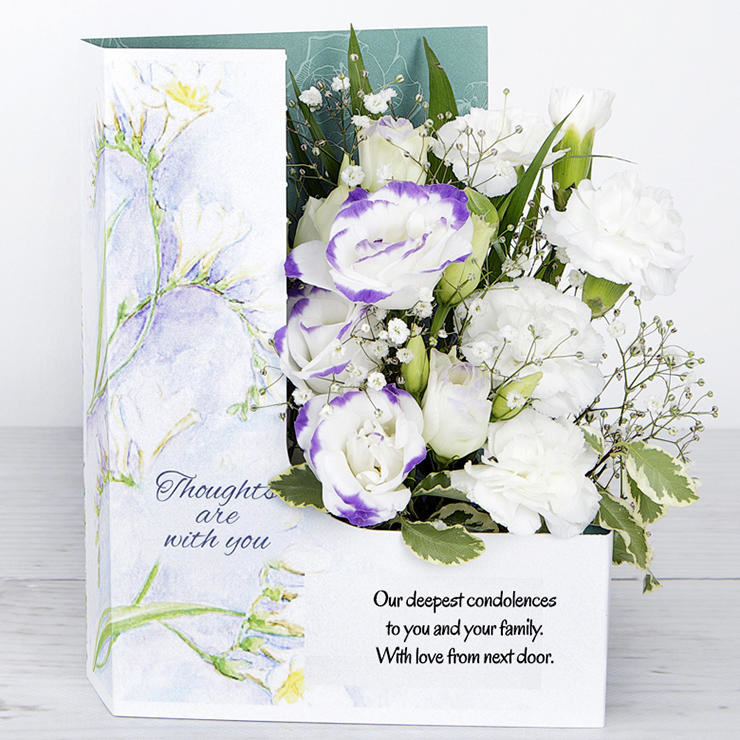 Thoughts
are
with you
Our deepest condolences
to you and your family.
With love from next door.